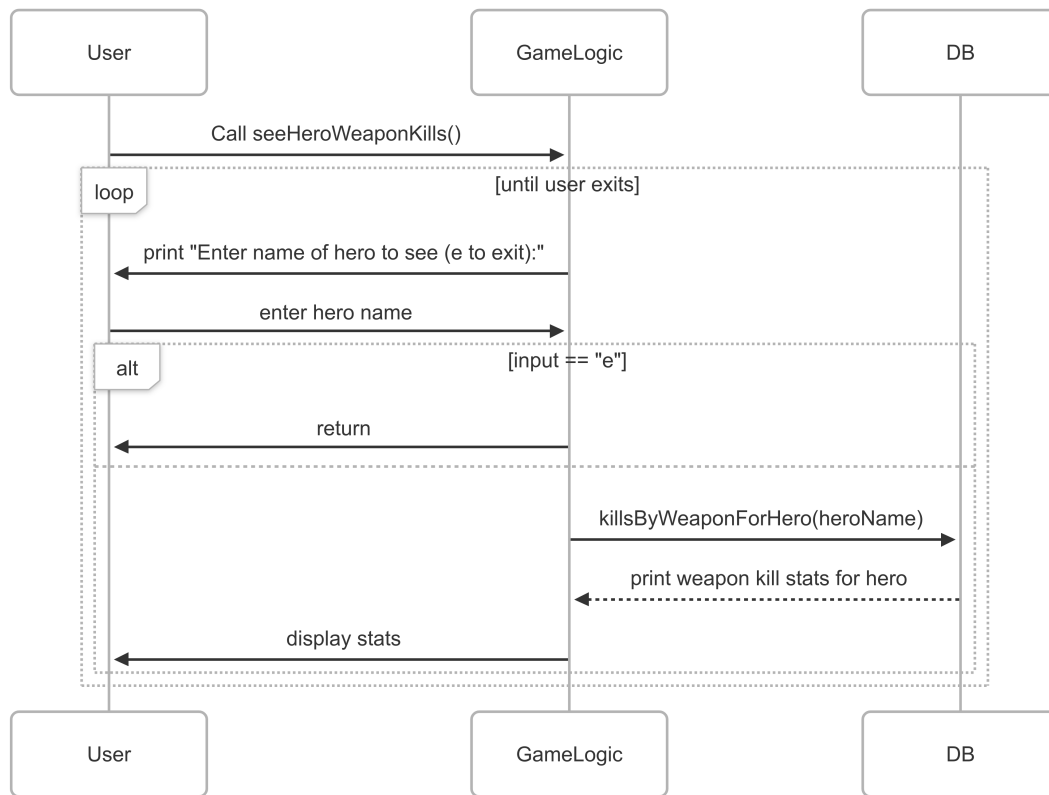 User
GameLogic
DB
Call seeHeroWeaponKills()
loop
[until user exits]
print "Enter name of hero to see (e to exit):"
enter hero name
alt
[input == "e"]
return
killsByWeaponForHero(heroName)
print weapon kill stats for hero
display stats
User
GameLogic
DB